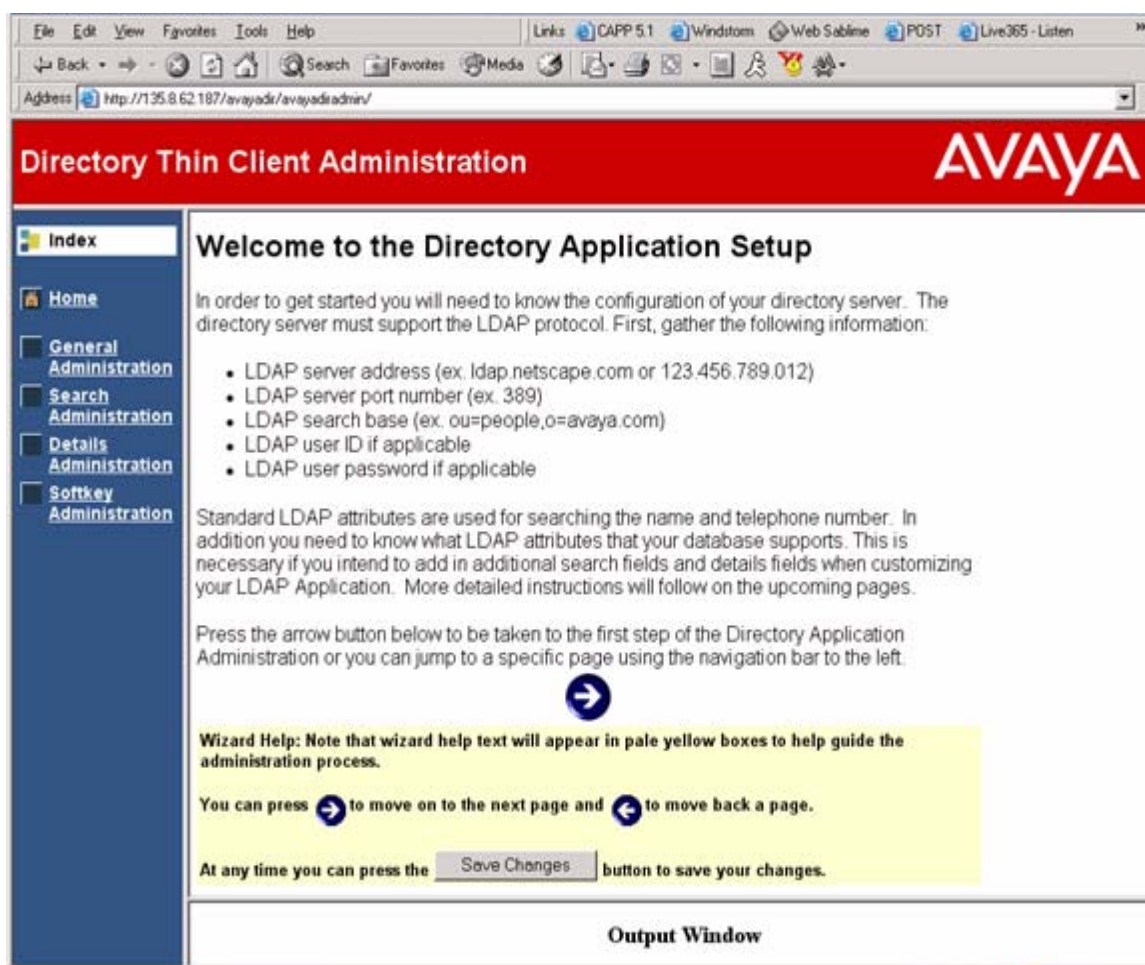 File Edit View Favorites Tools Help Links CAPP 5.1 Windstorm Web Sablime POST Live365 - Listen »
Back Search Favorites Media
Address http://135.8.62.187/avayadir/avayadiradmin/
Directory Thin Client Administration
AVAYA
Index
Home
General
Administration
Search
Administration
Details
Administration
Softkey
Administration
Welcome to the Directory Application Setup
In order to get started you will need to know the configuration of your directory server. The
directory server must support the LDAP protocol. First, gather the following information:
• LDAP server address (ex. ldap.netscape.com or 123.456.789.012)
• LDAP server port number (ex. 389)
• LDAP search base (ex. ou=people,o=avaya.com)
• LDAP user ID if applicable
• LDAP user password if applicable
Standard LDAP attributes are used for searching the name and telephone number. In
addition you need to know what LDAP attributes that your database supports. This is
necessary if you intend to add in additional search fields and details fields when customizing
your LDAP Application. More detailed instructions will follow on the upcoming pages.
Press the arrow button below to be taken to the first step of the Directory Application
Administration or you can jump to a specific page using the navigation bar to the left.
Wizard Help: Note that wizard help text will appear in pale yellow boxes to help guide the
administration process.
You can press to move on to the next page and to move back a page.
At any time you can press the Save Changes button to save your changes.
Output Window